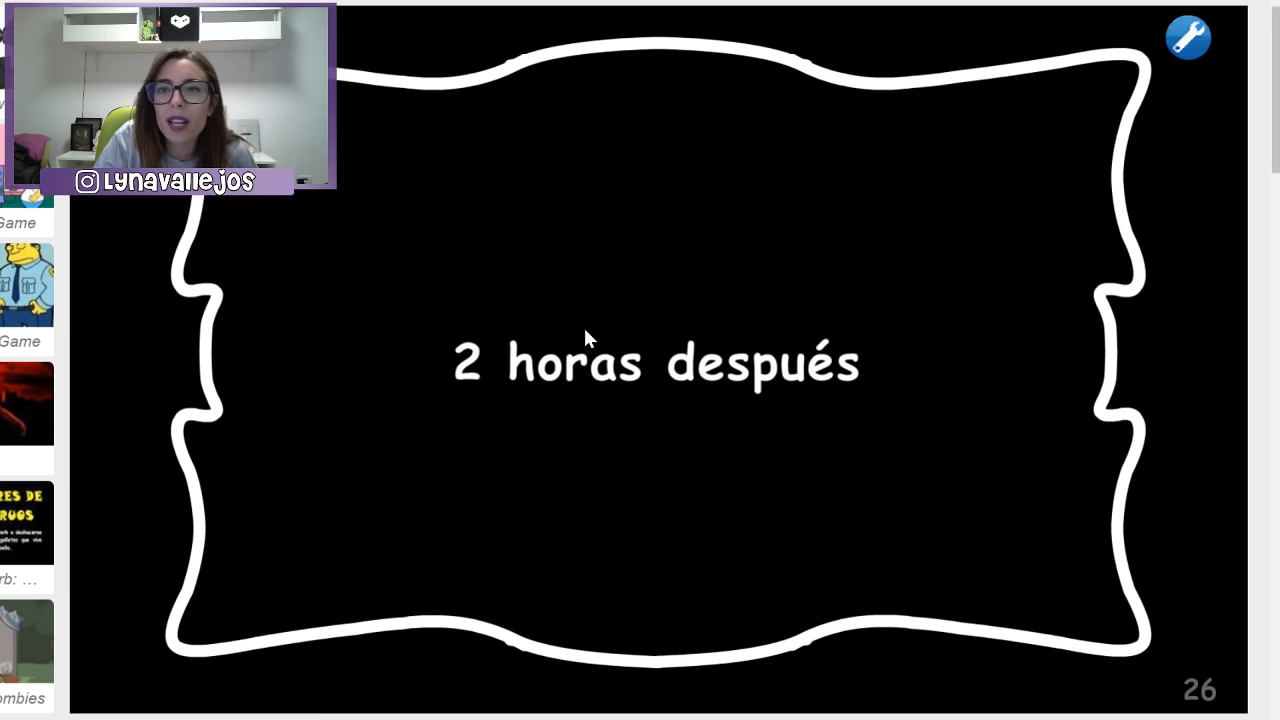 LYNAVALLEJOS
Game
Game
2 horas después
RES DE
RUOS
rb: ...
ombies
26